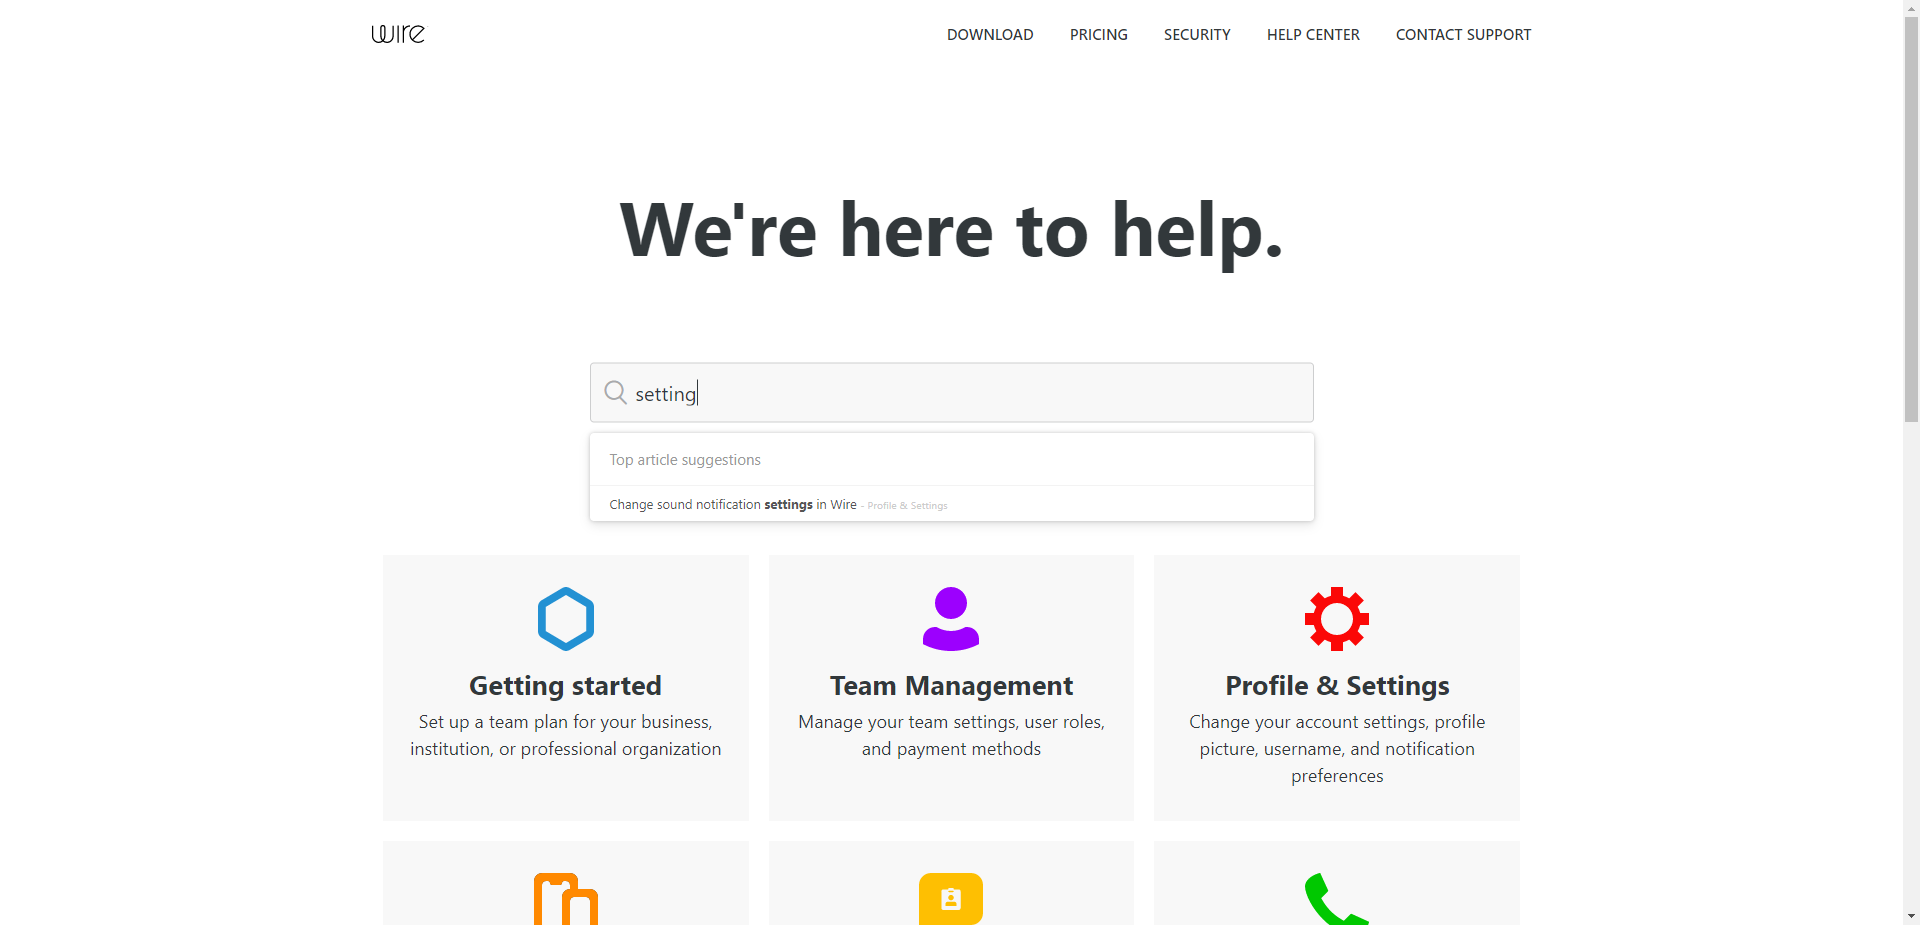 wire
DOWNLOAD
PRICING
SECURITY
HELP CENTER
CONTACT SUPPORT
We're here to help.
setting
Top article suggestions
Change sound notification settings in Wire - Profile & Settings
Getting started
Set up a team plan for your business,
institution, or professional organization
Team Management
Manage your team settings, user roles,
and payment methods
Profile & Settings
Change your account settings, profile
picture, username, and notification
preferences